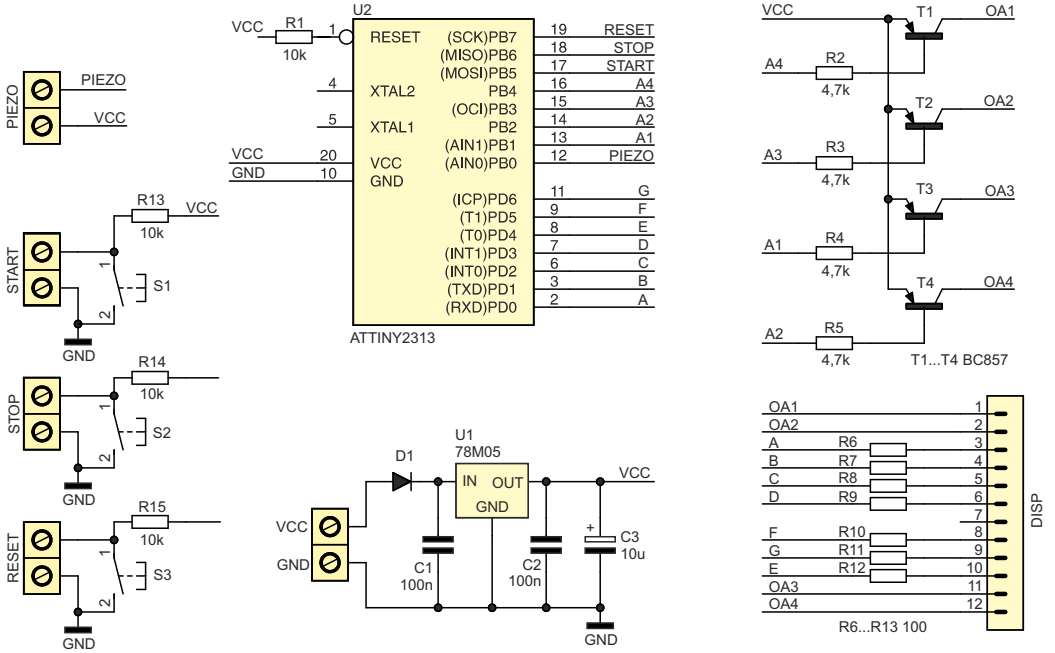 U2
ATTINY2313
VCC
R1
10k
1
RESET
4
XTAL2
5
XTAL1
VCC
20
VCC
GND
10
GND
(SCK)PB7
19
RESET
(MISO)PB6
18
STOP
(MOSI)PB5
17
START
PB4
16
A4
(OCI)PB3
15
A3
PB2
14
A2
(AIN1)PB1
13
A1
(AIN0)PB0
12
PIEZO
(ICP)PD6
11
G
(T1)PD5
9
F
(T0)PD4
8
E
(INT1)PD3
7
D
(INT0)PD2
6
C
(TXD)PD1
3
B
(RXD)PD0
2
A
PIEZO
PIEZO
VCC
START
R13
VCC
10k
1
S1
2
GND
STOP
R14
10k
1
S2
2
GND
RESET
R15
10k
1
S3
2
GND
VCC
GND
D1
U1
78M05
IN
OUT
GND
VCC
C1
100n
C2
100n
+
C3
10u
GND
VCC
T1
OA1
A4
R2
4,7k
T2
OA2
A3
R3
4,7k
T3
OA3
A1
R4
4,7k
T4
OA4
A2
R5
4,7k
T1...T4 BC857
OA1
1
OA2
2
A
R6
3
B
R7
4
C
R8
5
D
R9
6
7
F
R10
8
G
R11
9
E
R12
10
OA3
11
OA4
12
DISP
R6...R13 100